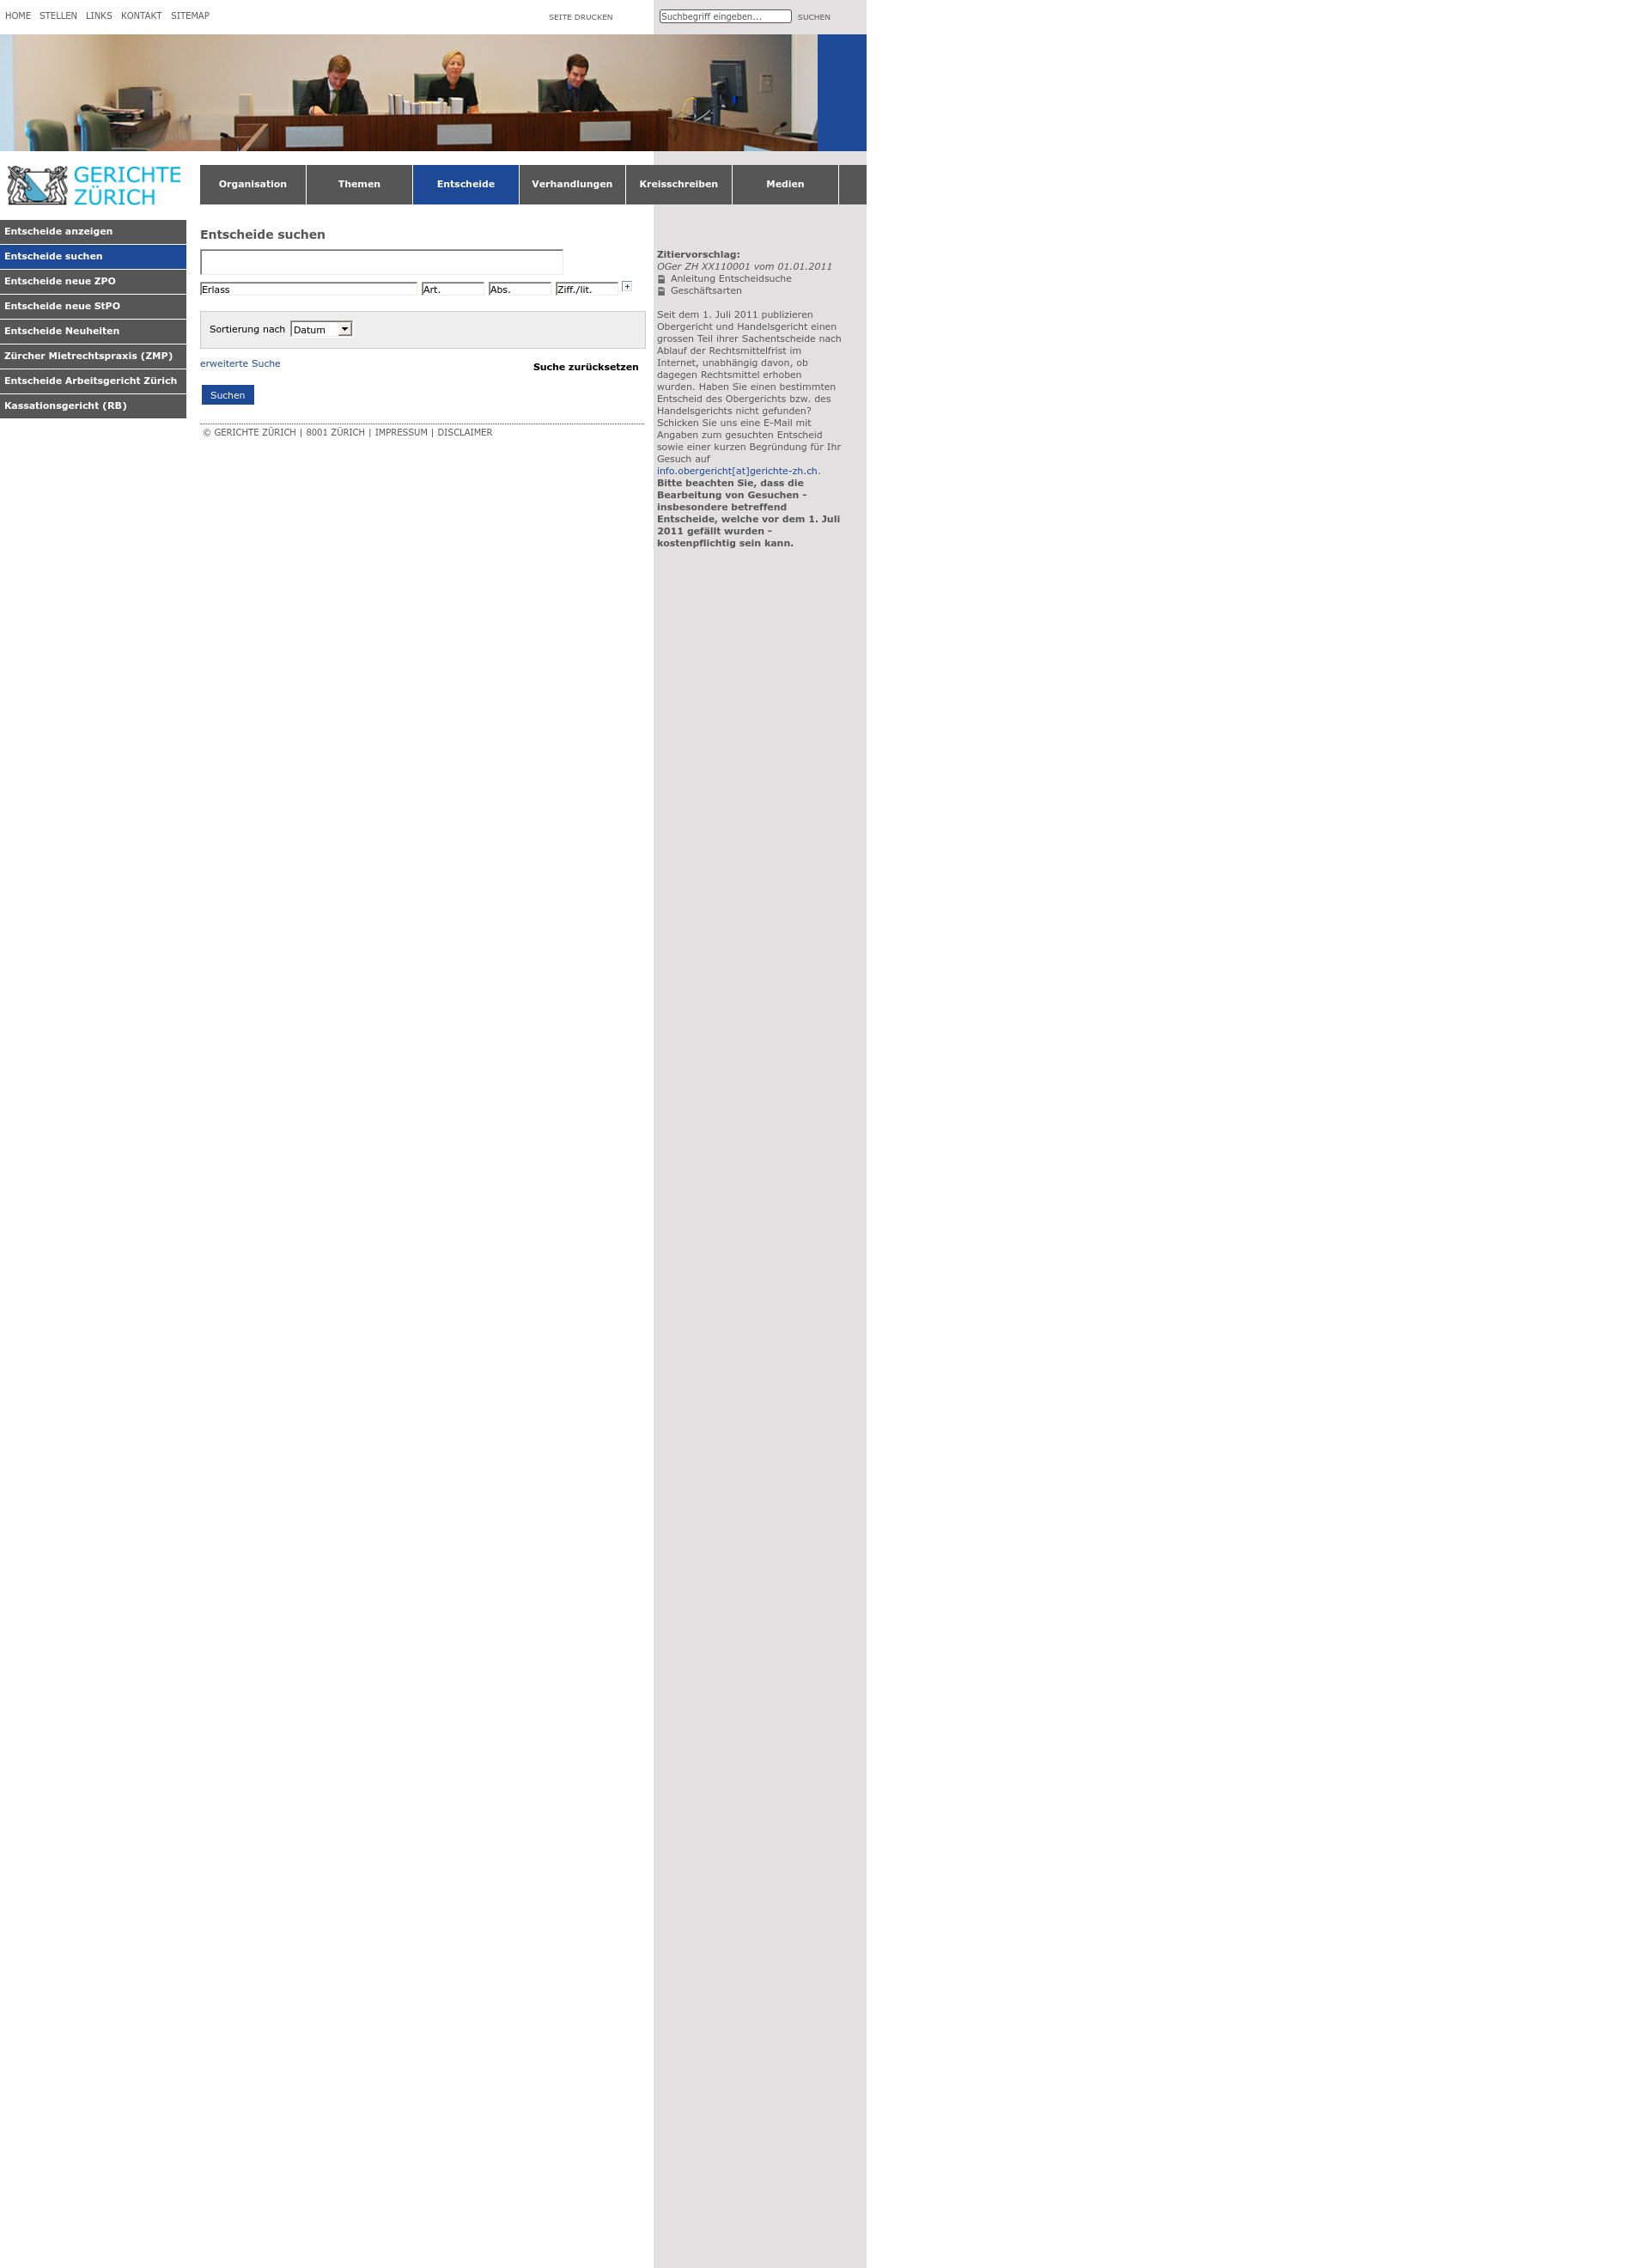 HOME STELLEN LINKS KONTAKT SITEMAP
SEITE DRUCKEN
Suchbegriff eingeben... SUCHEN
GERICHTE
ZÜRICH
Organisation Themen Entscheide Verhandlungen Kreisschreiben Medien
Entscheide anzeigen
Entscheide suchen
Entscheide neue ZPO
Entscheide neue StPO
Entscheide Neuheiten
Zürcher Mietrechtspraxis (ZMP)
Entscheide Arbeitsgericht Zürich
Kassationsgericht (RB)
Entscheide suchen
Erlass Art. Abs. Ziff./lit.
Sortierung nach Datum
erweiterte Suche
Suche zurücksetzen
Suchen
© GERICHTE ZÜRICH | 8001 ZÜRICH | IMPRESSUM | DISCLAIMER
Zitiervorschlag:
OGer ZH XX110001 vom 01.01.2011
Anleitung Entscheidsuche
Geschäftsarten
Seit dem 1. Juli 2011 publizieren
Obergericht und Handelsgericht einen
grossen Teil ihrer Sachentscheide nach
Ablauf der Rechtsmittelfrist im
Internet, unabhängig davon, ob
dagegen Rechtsmittel erhoben
wurden. Haben Sie einen bestimmten
Entscheid des Obergerichts bzw. des
Handelsgerichts nicht gefunden?
Schicken Sie uns eine E-Mail mit
Angaben zum gesuchten Entscheid
sowie einer kurzen Begründung für Ihr
Gesuch auf
info.obergericht[at]gerichte-zh.ch.
Bitte beachten Sie, dass die
Bearbeitung von Gesuchen -
insbesondere betreffend
Entscheide, welche vor dem 1. Juli
2011 gefällt wurden -
kostenpflichtig sein kann.